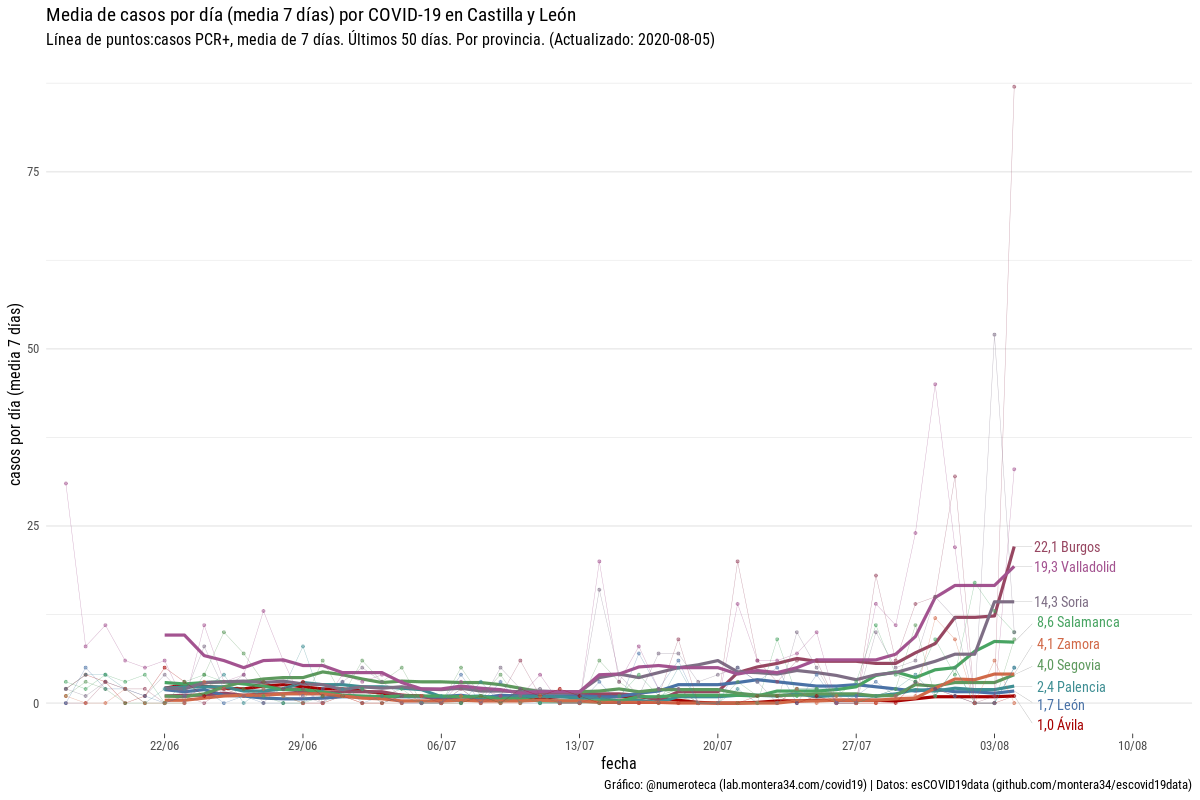 Media de casos por día (media 7 días) por COVID-19 en Castilla y León
Línea de puntos:casos PCR+, media de 7 días. Últimos 50 días. Por provincia. (Actualizado: 2020-08-05)
casos por día (media 7 días)
75
50
25
0
22,1 Burgos
19,3 Valladolid
14,3 Soria
8,6 Salamanca
4,1 Zamora
4,0 Segovia
2,4 Palencia
1,7 León
1,0 Ávila
22/06
29/06
06/07
13/07
20/07
27/07
03/08
10/08
fecha
Gráfico: @numeroteca (lab.montera34.com/covid19) | Datos: esCOVID19data (github.com/montera34/escovid19data)